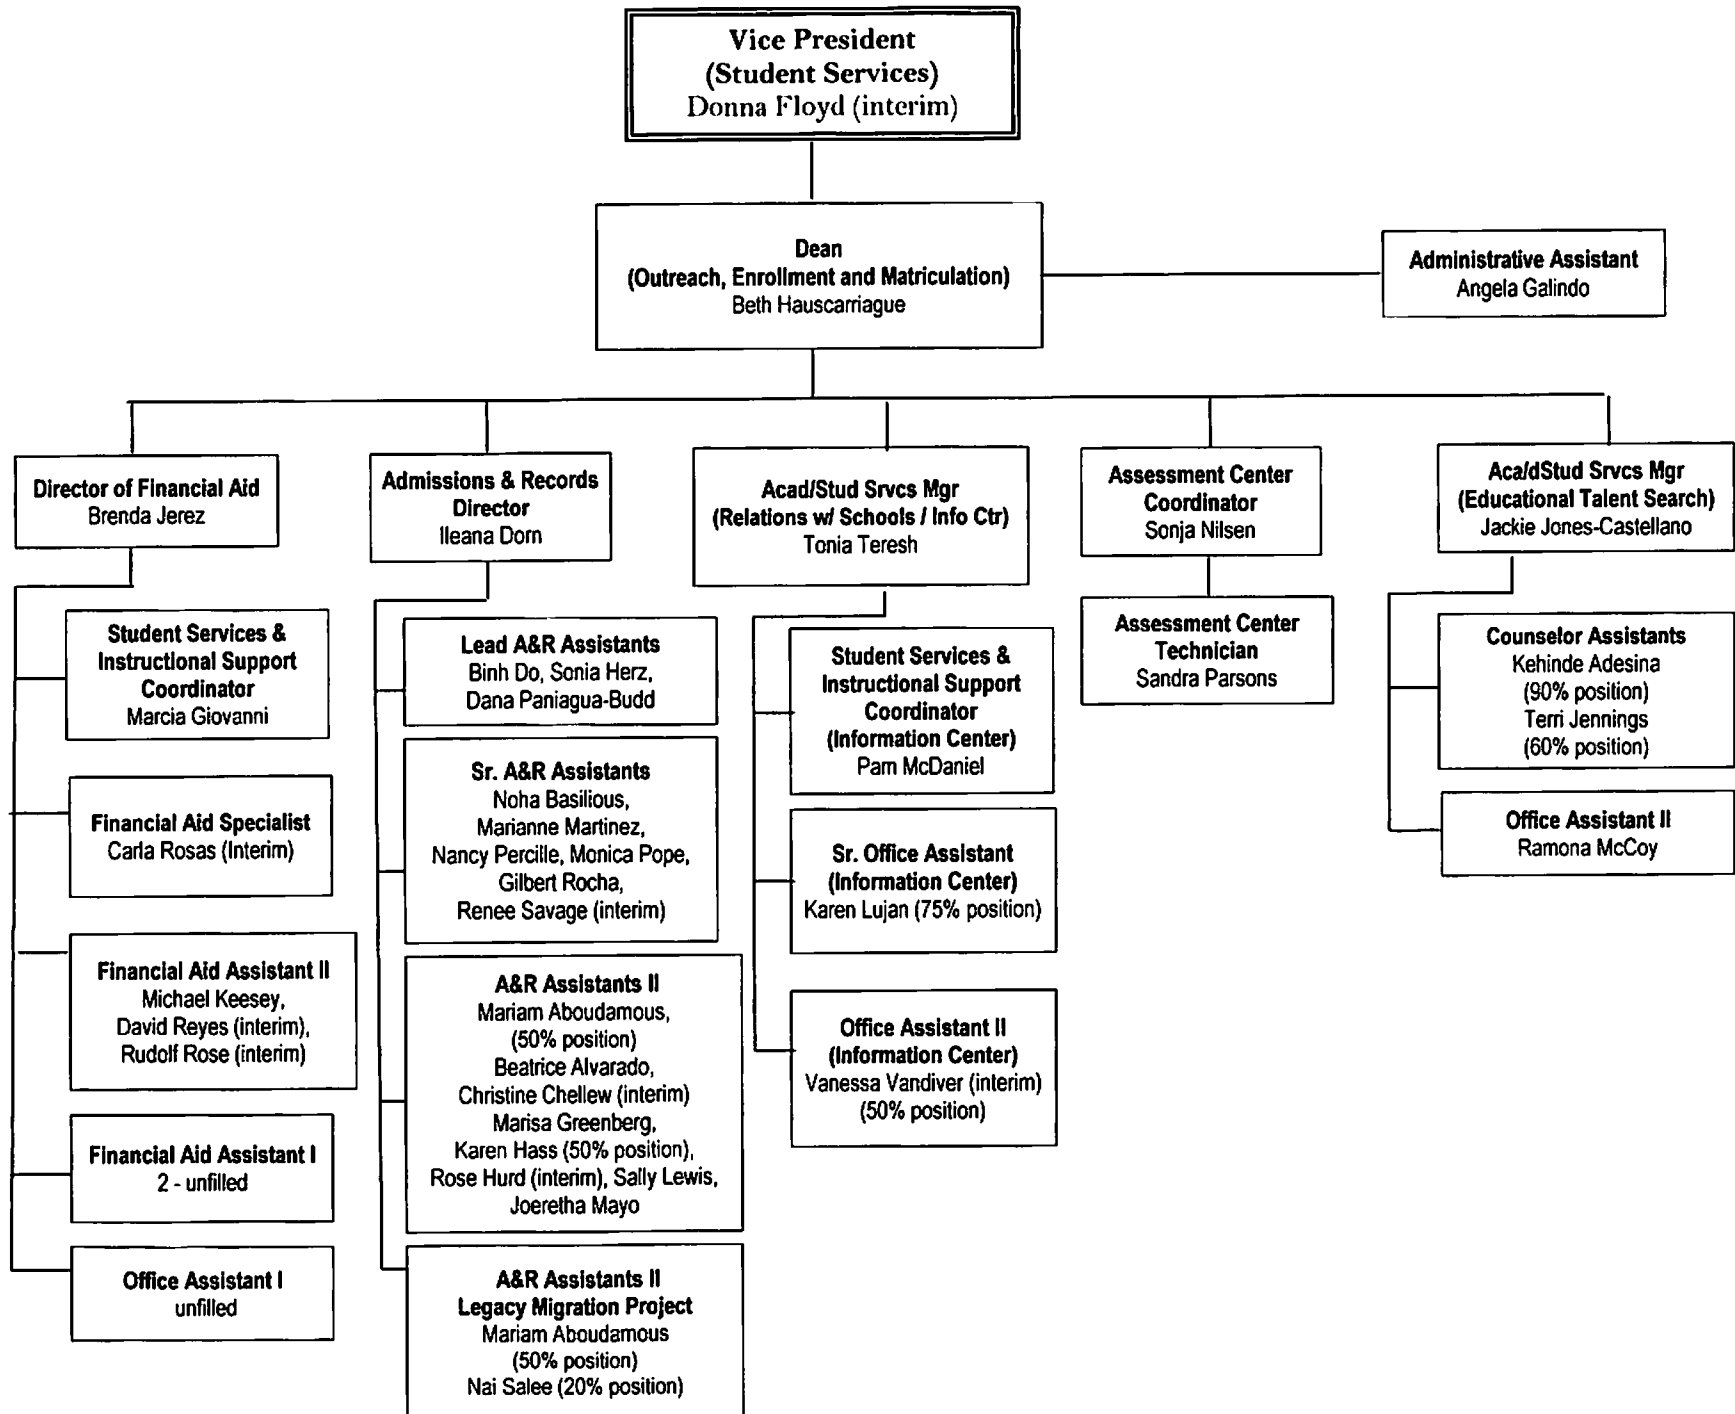 Vice President
(Student Services)
Donna Floyd (interim)
Dean
(Outreach, Enrollment and Matriculation)
Beth Hauscarriague
Administrative Assistant
Angela Galindo
Director of Financial Aid
Brenda Jerez
Student Services &
Instructional Support
Coordinator
Marcia Giovanni
Financial Aid Specialist
Carla Rosas (Interim)
Financial Aid Assistant II
Michael Keesey,
David Reyes (interim),
Rudolf Rose (interim)
Financial Aid Assistant I
2 - unfilled
Office Assistant I
unfilled
Admissions & Records
Director
Ileana Dorn
Lead A&R Assistants
Binh Do, Sonia Herz,
Dana Paniagua-Budd
Sr. A&R Assistants
Noha Basilious,
Marianne Martinez,
Nancy Percille, Monica Pope,
Gilbert Rocha,
Renee Savage (interim)
A&R Assistants II
Mariam Aboudamous,
(50% position)
Beatrice Alvarado,
Christine Chellew (interim)
Marisa Greenberg,
Karen Hass (50% position),
Rose Hurd (interim), Sally Lewis,
Joeretha Mayo
A&R Assistants II
Legacy Migration Project
Mariam Aboudamous
(50% position)
Nai Salee (20% position)
Acad/Stud Srvcs Mgr
(Relations w/ Schools / Info Ctr)
Tonia Teresh
Student Services &
Instructional Support
Coordinator
(Information Center)
Pam McDaniel
Sr. Office Assistant
(Information Center)
Karen Lujan (75% position)
Office Assistant II
(Information Center)
Vanessa Vandiver (interim)
(50% position)
Assessment Center
Coordinator
Sonja Nilsen
Assessment Center
Technician
Sandra Parsons
Aca/dStud Srvcs Mgr
(Educational Talent Search)
Jackie Jones-Castellano
Counselor Assistants
Kehinde Adesina
(90% position)
Terri Jennings
(60% position)
Office Assistant II
Ramona McCoy